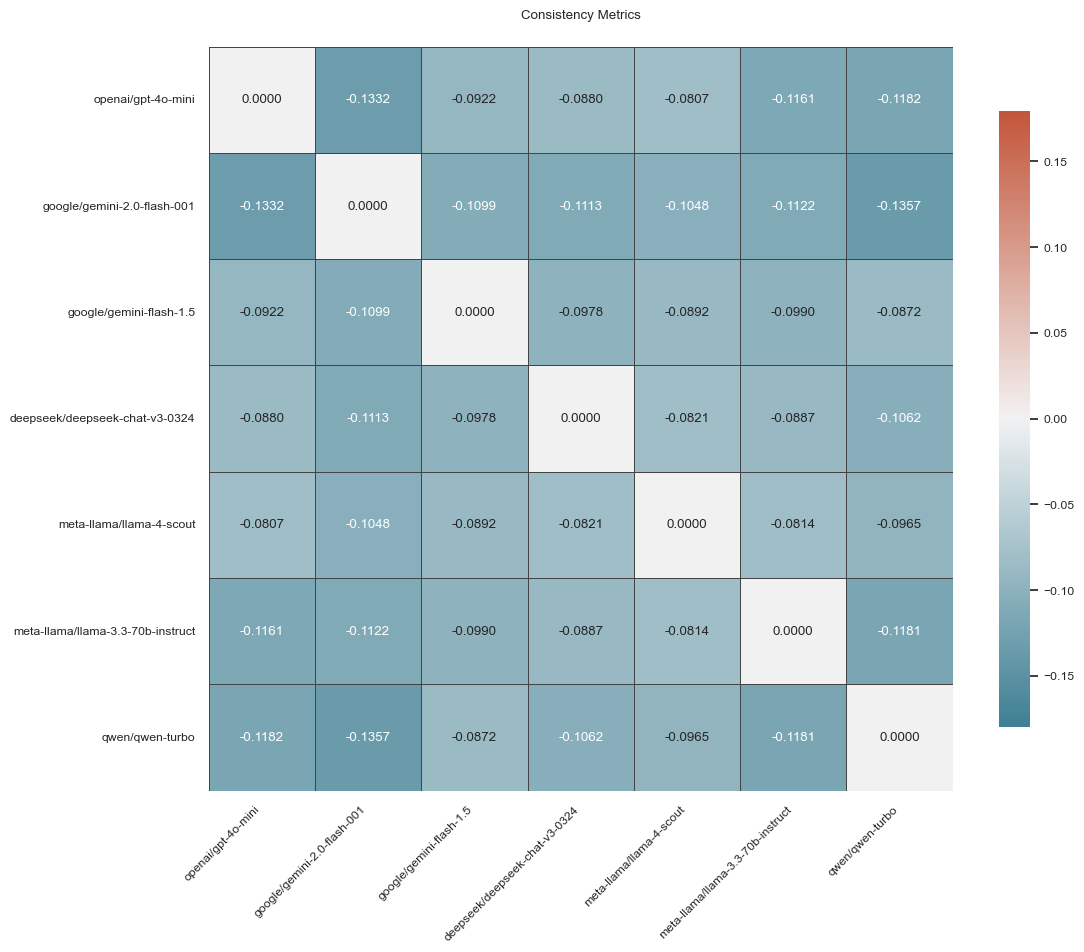 Consistency Metrics
openai/gpt-4o-mini 0.0000 -0.1332 -0.0922 -0.0880 -0.0807 -0.1161 -0.1182
google/gemini-2.0-flash-001 -0.1332 0.0000 -0.1099 -0.1113 -0.1048 -0.1122 -0.1357
google/gemini-flash-1.5 -0.0922 -0.1099 0.0000 -0.0978 -0.0892 -0.0990 -0.0872
deepseek/deepseek-chat-v3-0324 -0.0880 -0.1113 -0.0978 0.0000 -0.0821 -0.0887 -0.1062
meta-llama/llama-4-scout -0.0807 -0.1048 -0.0892 -0.0821 0.0000 -0.0814 -0.0965
meta-llama/llama-3.3-70b-instruct -0.1161 -0.1122 -0.0990 -0.0887 -0.0814 0.0000 -0.1181
qwen/qwen-turbo -0.1182 -0.1357 -0.0872 -0.1062 -0.0965 -0.1181 0.0000
openai/gpt-4o-mini
google/gemini-2.0-flash-001
google/gemini-flash-1.5
deepseek/deepseek-chat-v3-0324
meta-llama/llama-4-scout
meta-llama/llama-3.3-70b-instruct
qwen/qwen-turbo
0.15
0.10
0.05
0.00
−0.05
−0.10
−0.15